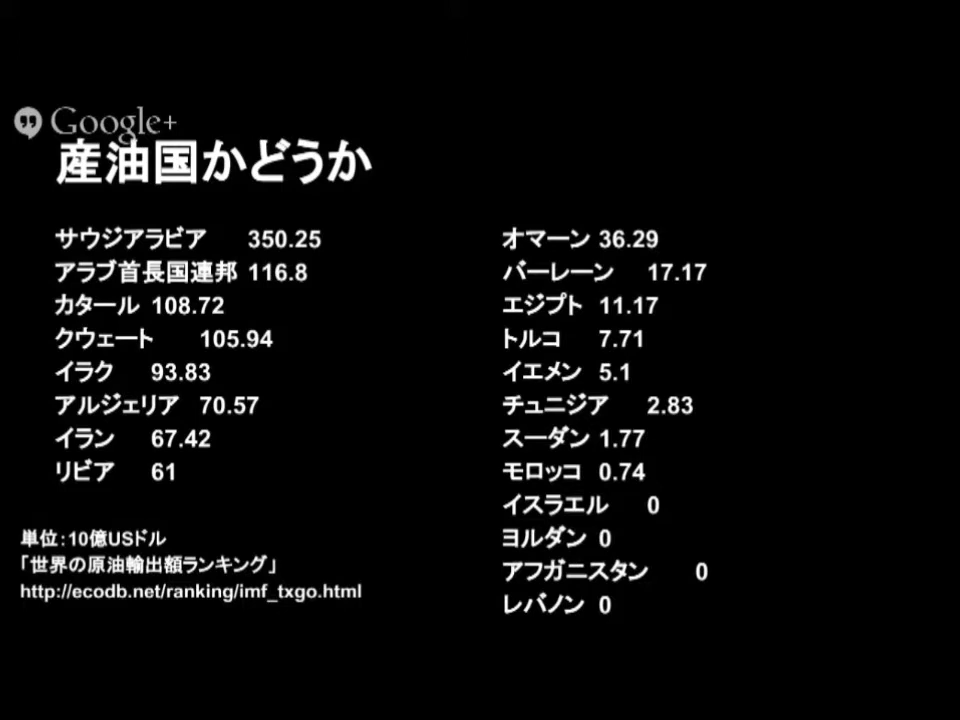 Google+
産油国かどうか
サウジアラビア 350.25
アラブ首長国連邦 116.8
カタール 108.72
クウェート 105.94
イラク 93.83
アルジェリア 70.57
イラン 67.42
リビア 61
単位：10億USドル
「世界の原油輸出額ランキング」
http://ecodb.net/ranking/imf_txgo.html
オマーン 36.29
バーレーン 17.17
エジプト 11.17
トルコ 7.71
イエメン 5.1
チュニジア 2.83
スーダン 1.77
モロッコ 0.74
イスラエル 0
ヨルダン 0
アフガニスタン 0
レバノン 0